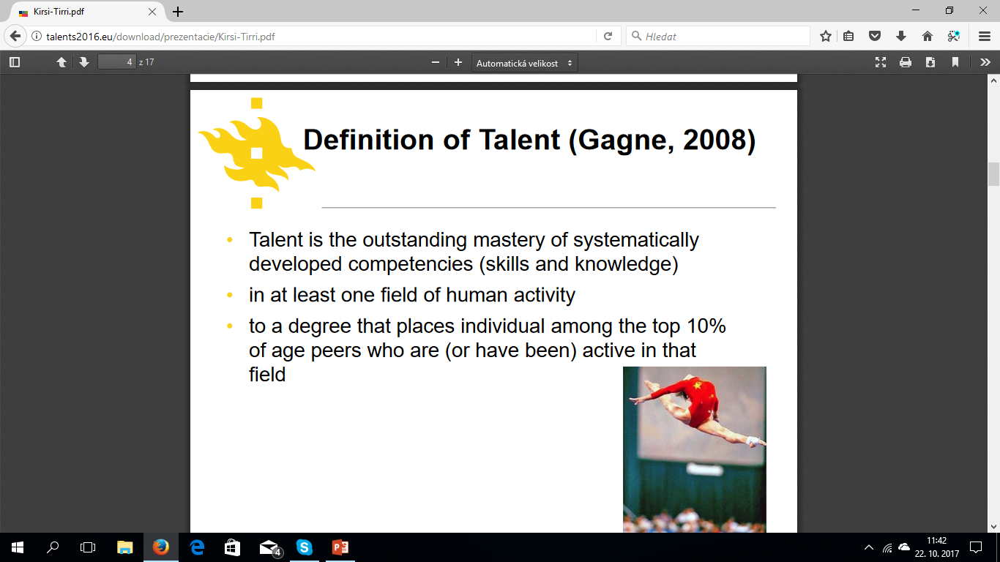 Kirsi-Tirri.pdf
talents2016.eu/download/prezentacie/Kirsi-Tirri.pdf
Hledat
4 z 17
Automatická velikost
Definition of Talent (Gagne, 2008)
• Talent is the outstanding mastery of systematically
developed competencies (skills and knowledge)
• in at least one field of human activity
• to a degree that places individual among the top 10%
of age peers who are (or have been) active in that
field
4
11:42
22. 10. 2017